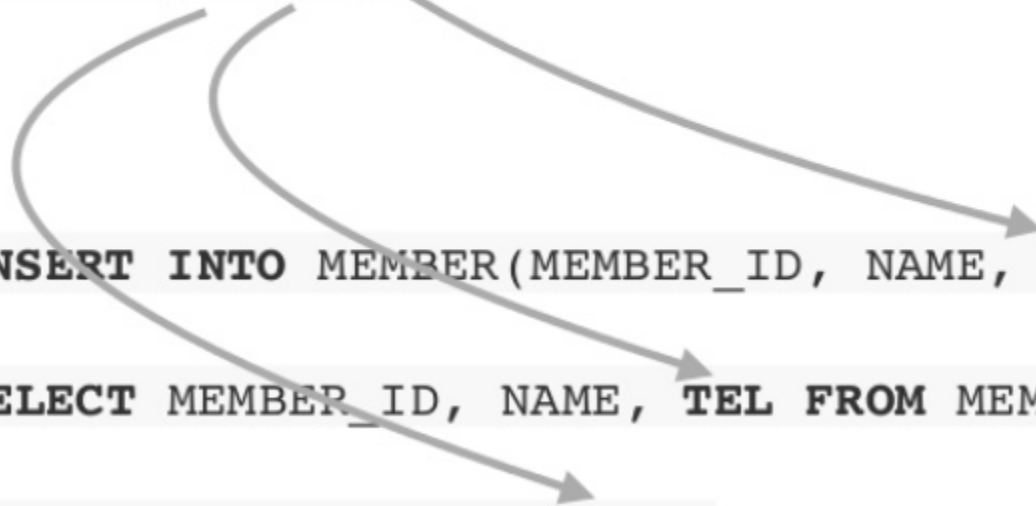 NSERT INTO MEMBER(MEMBER_ID, NAME,
ELECT MEMBER_ID, NAME, TEL FROM MEM